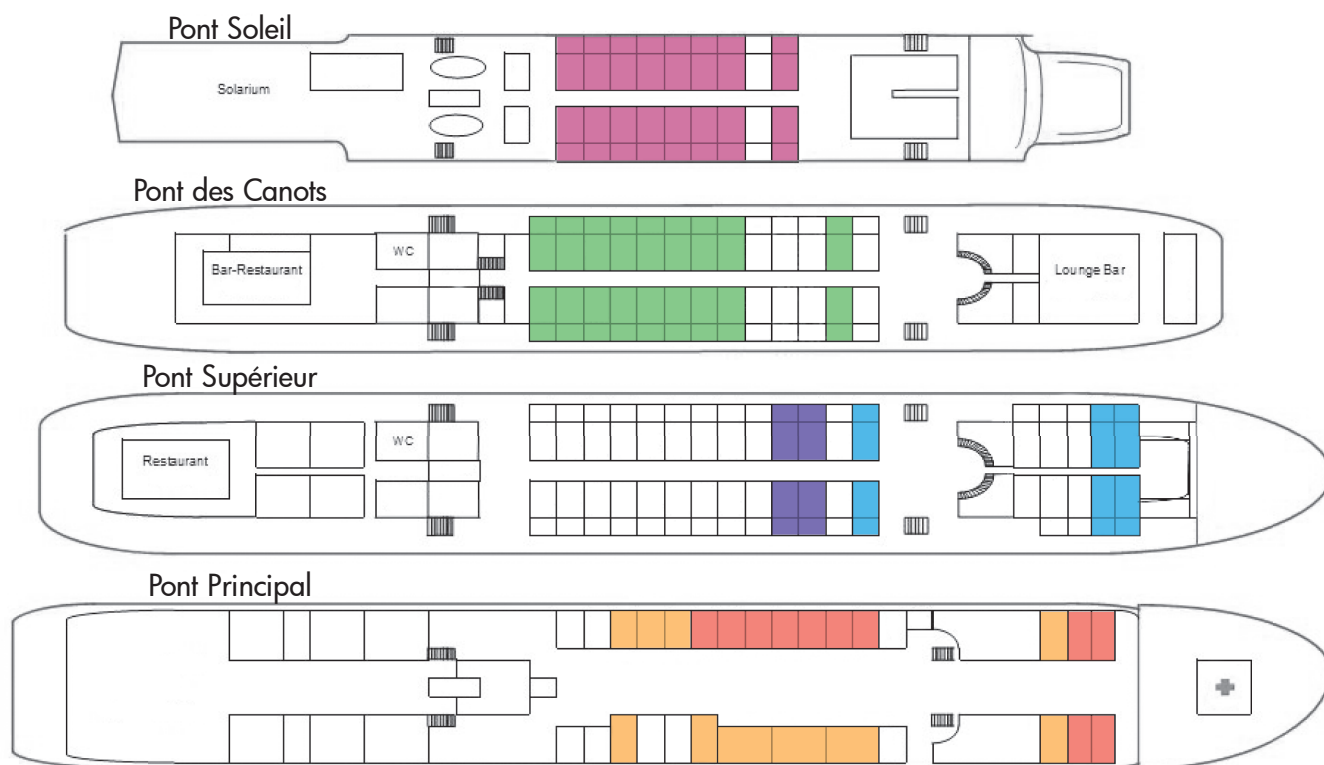 Pont Soleil
Solarium
Pont des Canots
WC
Bar-Restaurant
Lounge Bar
Pont Supérieur
WC
Restaurant
Pont Principal